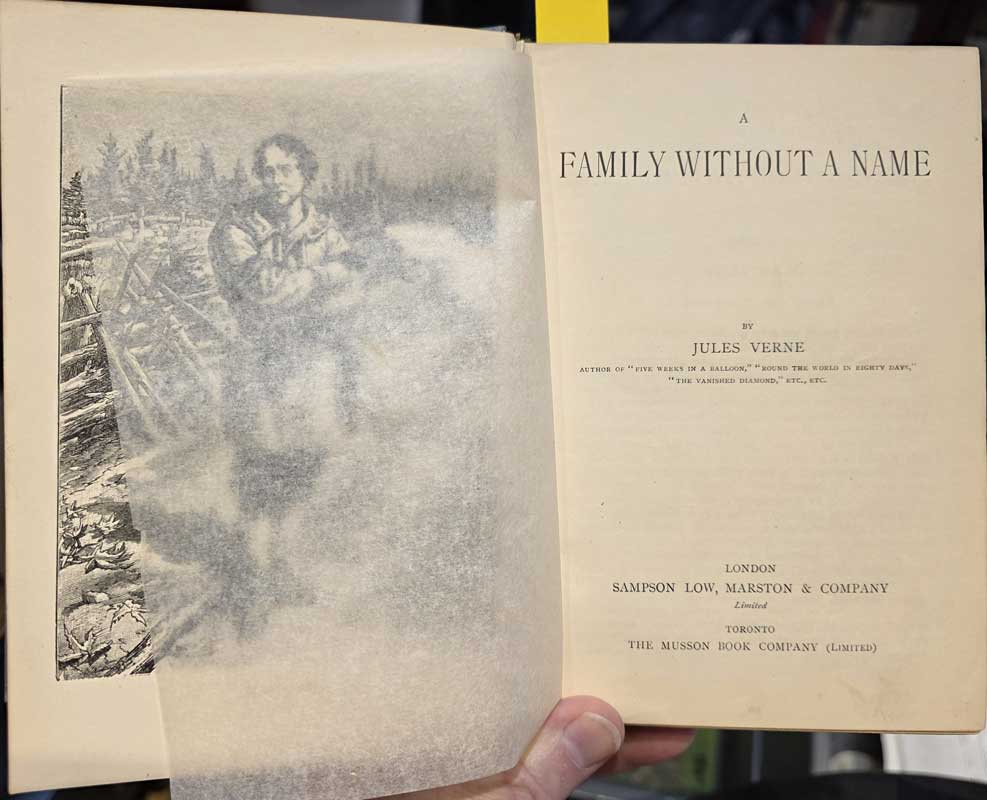 A
FAMILY WITHOUT A NAME
BY
JULES VERNE
AUTHOR OF "FIVE WEEKS IN A BALLOON," "ROUND THE WORLD IN EIGHTY DAYS,"
"THE VANISHED DIAMOND," ETC., ETC.
LONDON
SAMPSON LOW, MARSTON & COMPANY
Limited
TORONTO
THE MUSSON BOOK COMPANY (LIMITED)